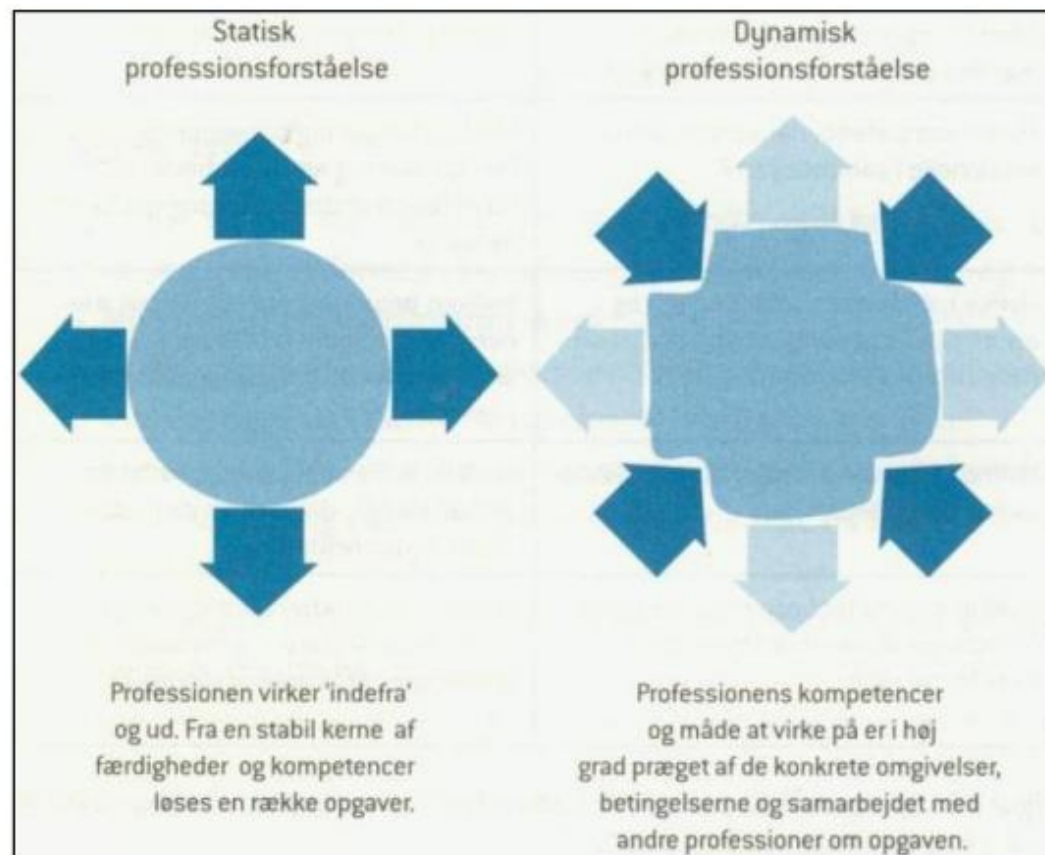 Statisk
professionsforståelse
Professionen virker 'indefra'
og ud. Fra en stabil kerne af
færdigheder og kompetencer
løses en række opgaver.
Dynamisk
professionsforståelse
Professionens kompetencer
og måde at virke på er i høj
grad præget af de konkrete omgivelser,
betingelserne og samarbejdet med
andre professioner om opgaven.